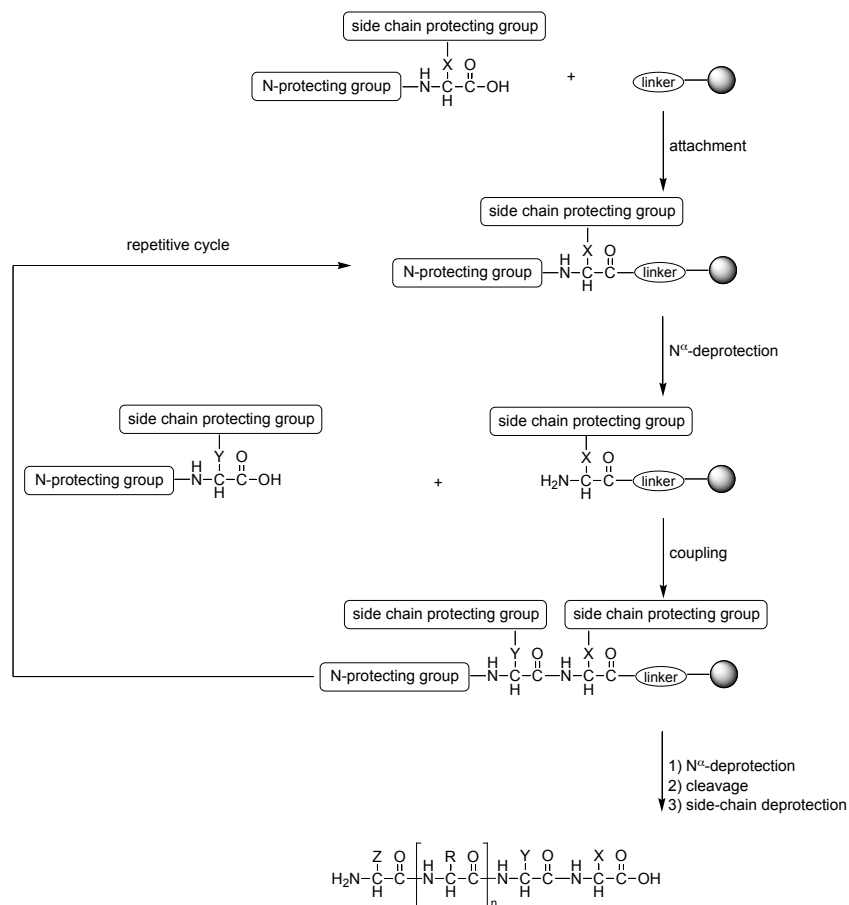 side chain protecting group
X
N-protecting group H N C H O C OH + linker
attachment
side chain protecting group
repetitive cycle
X
N-protecting group H N C H O C linker
Nα-deprotection
side chain protecting group side chain protecting group
Y X
N-protecting group H N C H O C OH + H2N C H O C linker
coupling
side chain protecting group side chain protecting group
Y X
N-protecting group H N C H O C H N C H O C linker
1) Nα-deprotection
2) cleavage
3) side-chain deprotection
Z O H R O H Y O H X O
H2N C C N C C N C C N C C OH
H H H H
n